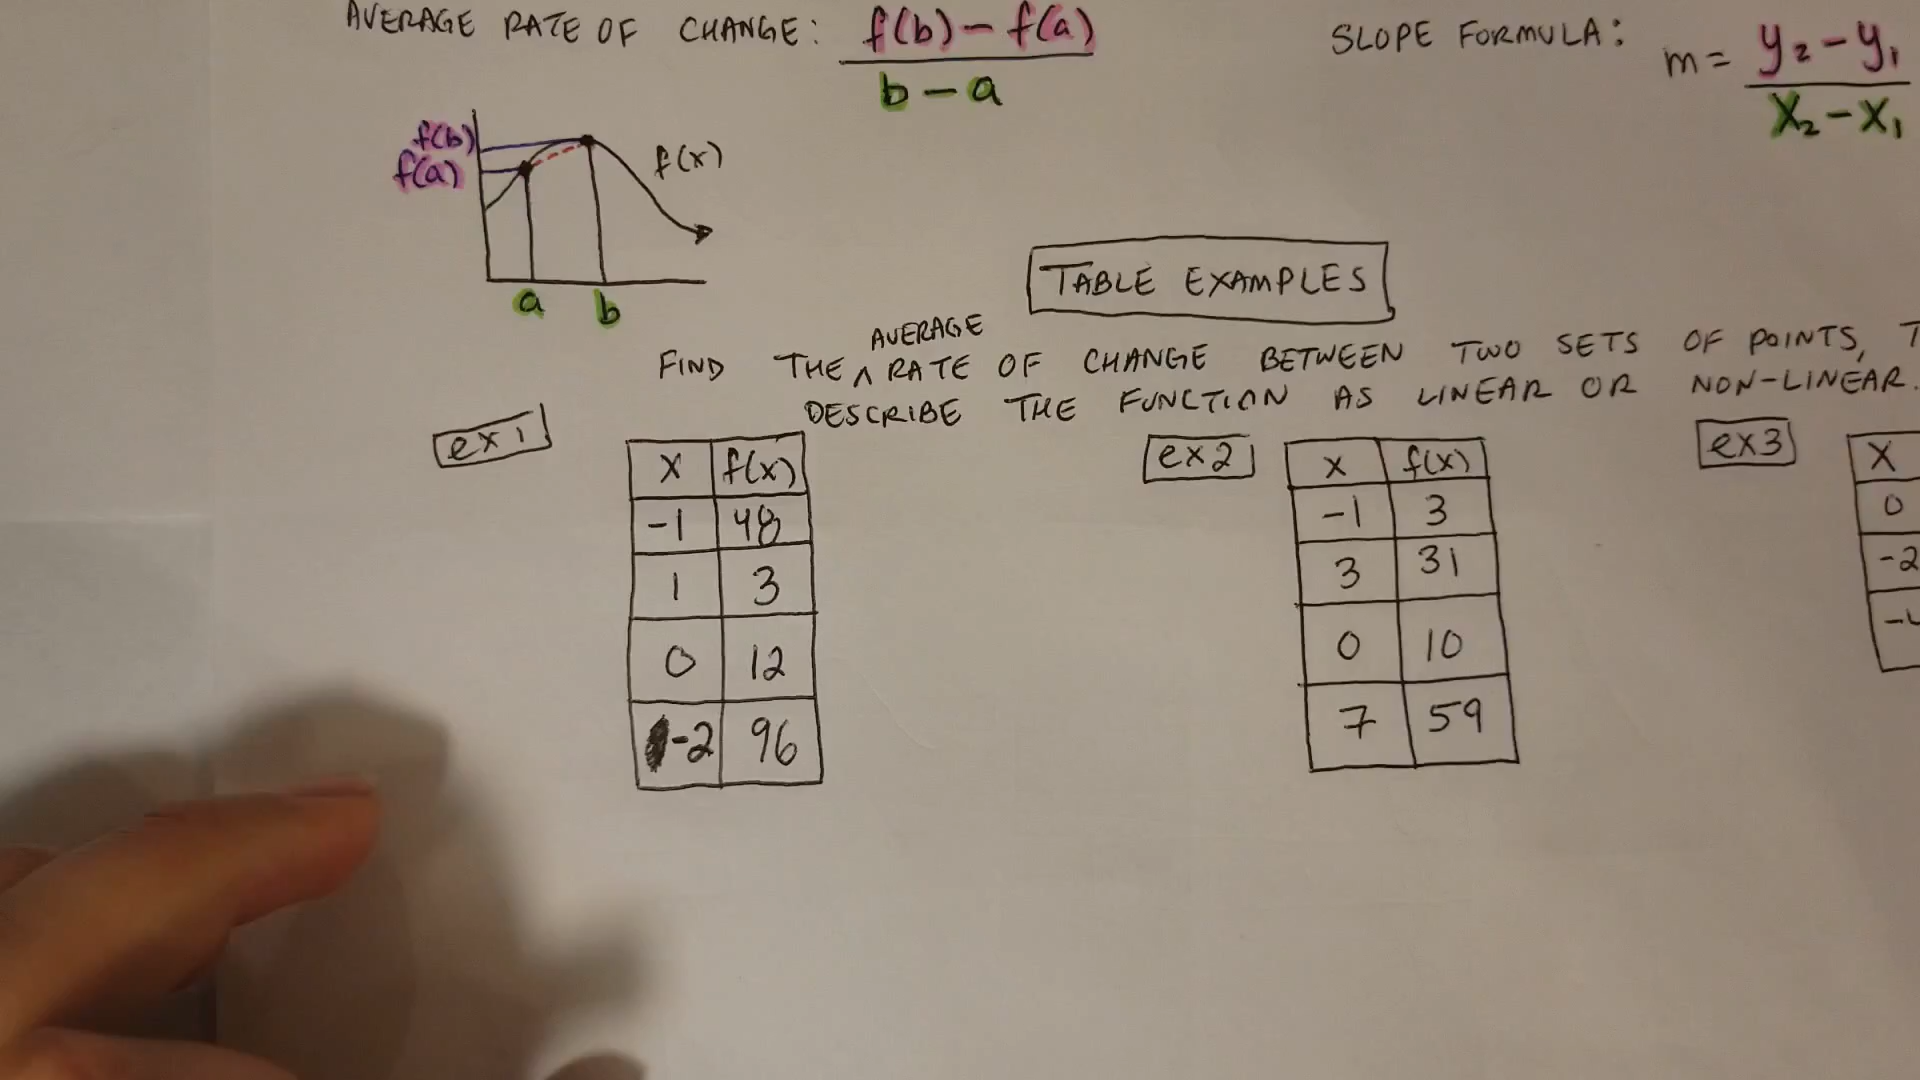 AVERAGE RATE OF CHANGE: f(b) - f(a)
b - a
SLOPE FORMULA: m = y₂ - y₁
x₂ - x₁
f(b)
f(a)
f(x)
a b
TABLE EXAMPLES
AVERAGE
FIND THE ^ RATE OF CHANGE BETWEEN TWO SETS OF POINTS,
DESCRIBE THE FUNCTION AS LINEAR OR NON-LINEAR.
ex 1
x f(x)
-1 48
1 3
0 12
-2 96
ex2
x f(x)
-1 3
3 31
0 10
7 59
ex3
x
0
-2